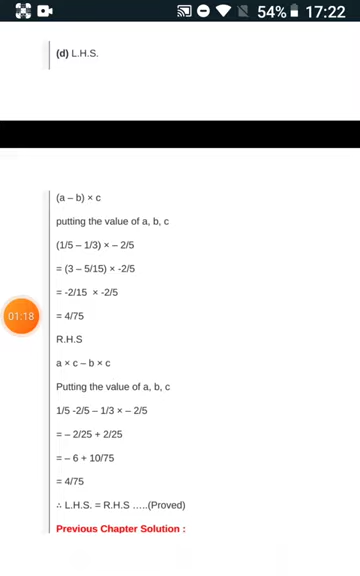 54% 17:22
(d) L.H.S.
(a – b) × c
putting the value of a, b, c
(1/5 – 1/3) × – 2/5
= (3 – 5/15) × -2/5
= -2/15 × -2/5
= 4/75
01:18
R.H.S
a × c – b × c
Putting the value of a, b, c
1/5 -2/5 – 1/3 × – 2/5
= – 2/25 + 2/25
= – 6 + 10/75
= 4/75
∴ L.H.S. = R.H.S …..(Proved)
Previous Chapter Solution :